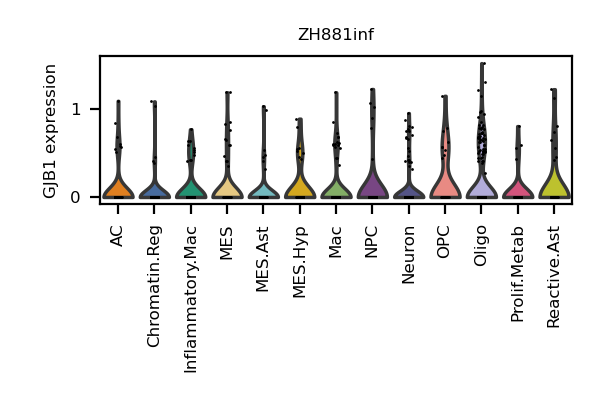 ZH881inf
GJB1 expression
1
0
AC
Chromatin.Reg
Inflammatory.Mac
MES
MES.Ast
MES.Hyp
Mac
NPC
Neuron
OPC
Oligo
Prolif.Metab
Reactive.Ast